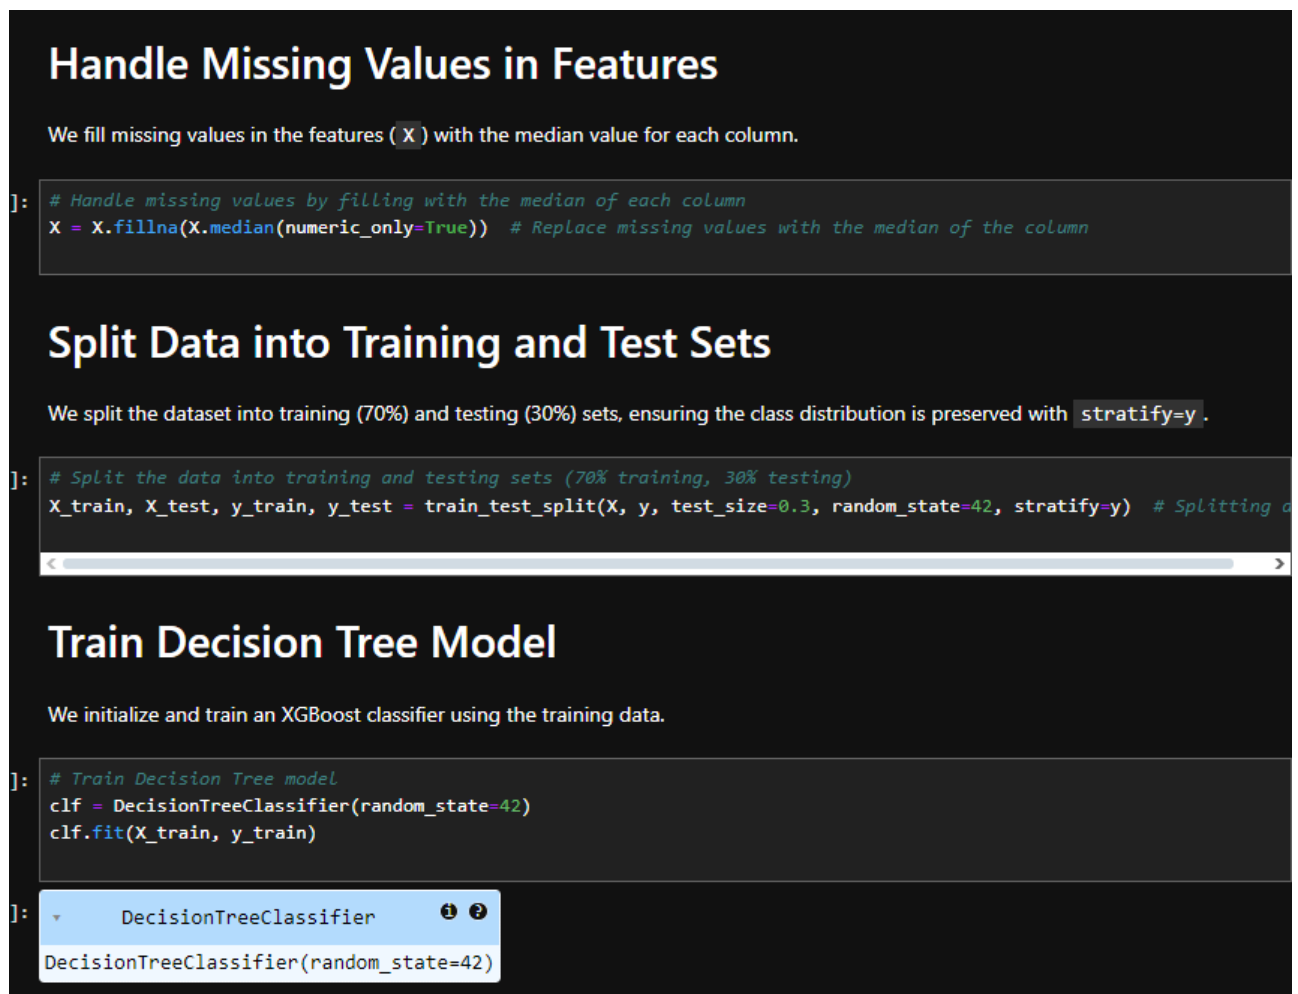 Handle Missing Values in Features
We fill missing values in the features ( X ) with the median value for each column.
]: # Handle missing values by filling with the median of each column
X = X.fillna(X.median(numeric_only=True))  # Replace missing values with the median of the column
Split Data into Training and Test Sets
We split the dataset into training (70%) and testing (30%) sets, ensuring the class distribution is preserved with stratify=y .
]: # Split the data into training and testing sets (70% training, 30% testing)
X_train, X_test, y_train, y_test = train_test_split(X, y, test_size=0.3, random_state=42, stratify=y)  # Splitting
Train Decision Tree Model
We initialize and train an XGBoost classifier using the training data.
]: # Train Decision Tree model
clf = DecisionTreeClassifier(random_state=42)
clf.fit(X_train, y_train)
]: DecisionTreeClassifier i ?
DecisionTreeClassifier(random_state=42)